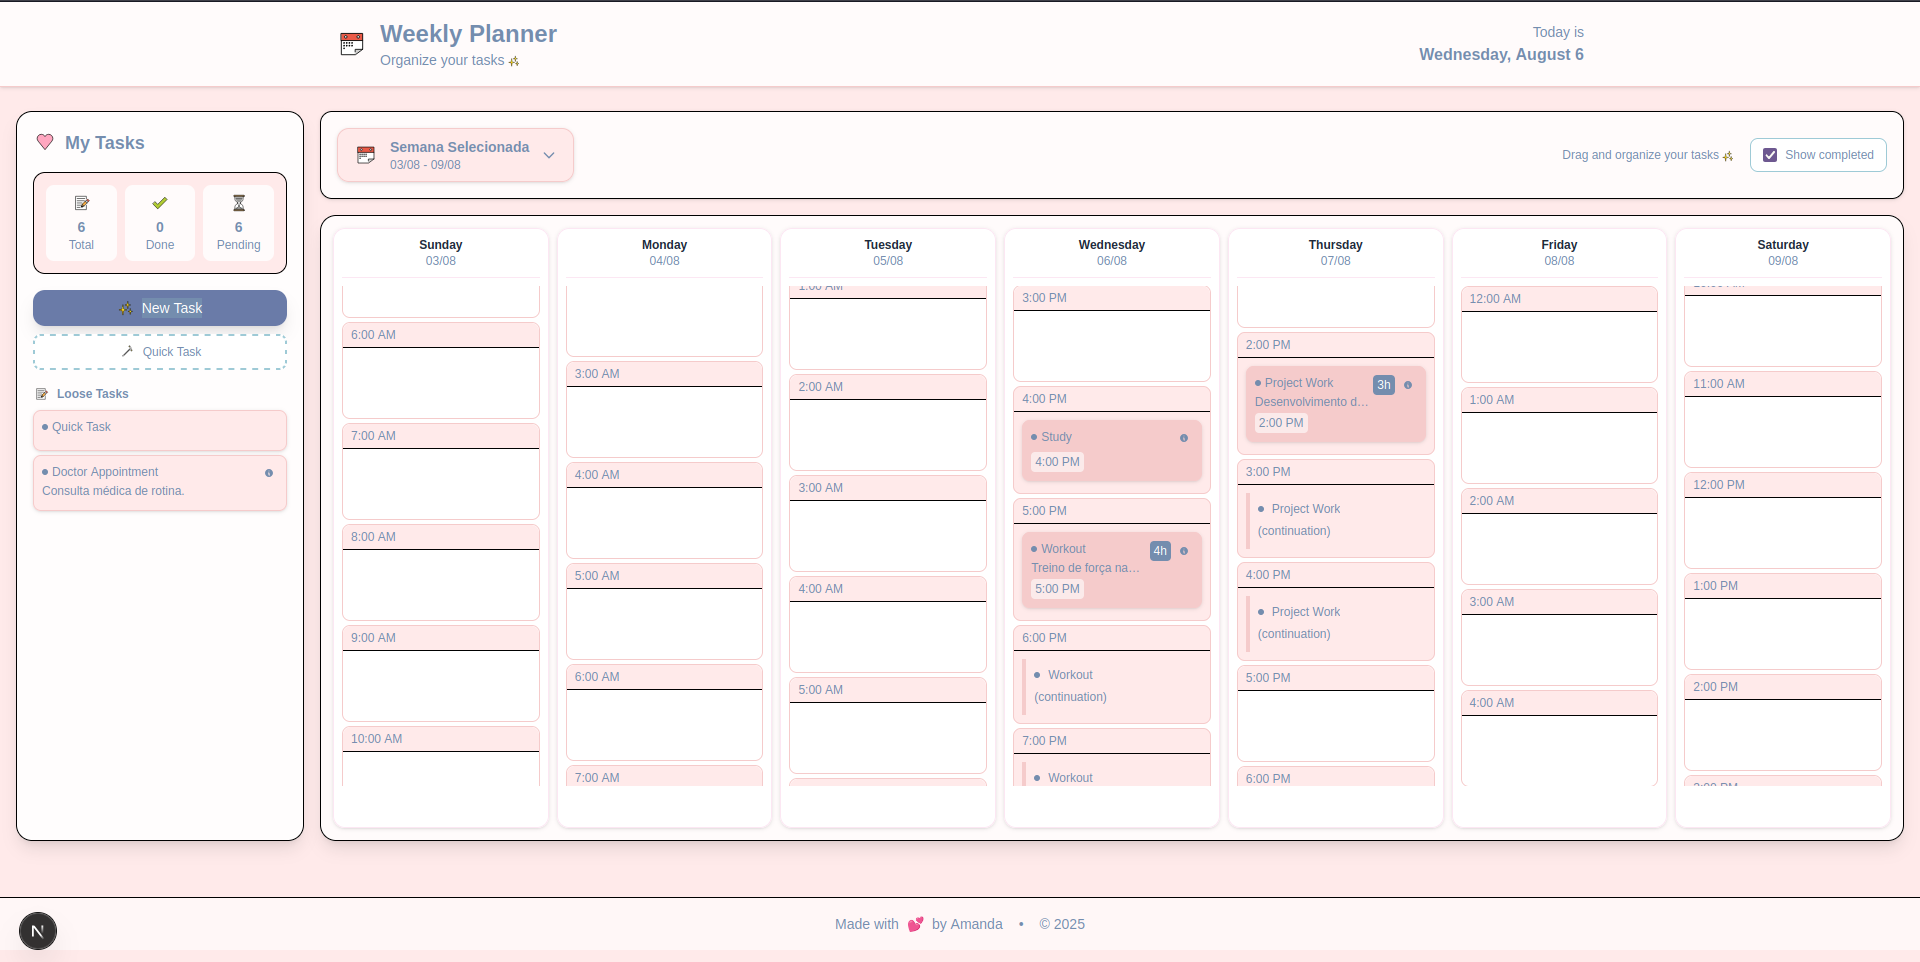 Weekly Planner
Organize your tasks
Today is
Wednesday, August 6
My Tasks
6
Total
0
Done
6
Pending
New Task
Quick Task
Loose Tasks
Quick Task
Doctor Appointment
Consulta médica de rotina.
Semana Selecionada
03/08 - 09/08
Drag and organize your tasks
Show completed
Sunday
03/08
6:00 AM
7:00 AM
8:00 AM
9:00 AM
10:00 AM
Monday
04/08
3:00 AM
4:00 AM
5:00 AM
6:00 AM
7:00 AM
Tuesday
05/08
1:00 AM
2:00 AM
3:00 AM
4:00 AM
5:00 AM
Wednesday
06/08
3:00 PM
4:00 PM
Study
4:00 PM
5:00 PM
Workout 4h
Treino de força na...
5:00 PM
6:00 PM
Workout
(continuation)
7:00 PM
Workout
Thursday
07/08
2:00 PM
Project Work 3h
Desenvolvimento d...
2:00 PM
3:00 PM
Project Work
(continuation)
4:00 PM
Project Work
(continuation)
5:00 PM
6:00 PM
Friday
08/08
12:00 AM
1:00 AM
2:00 AM
3:00 AM
4:00 AM
Saturday
09/08
11:00 AM
12:00 PM
1:00 PM
2:00 PM
3:00 PM
N
Made with by Amanda • © 2025